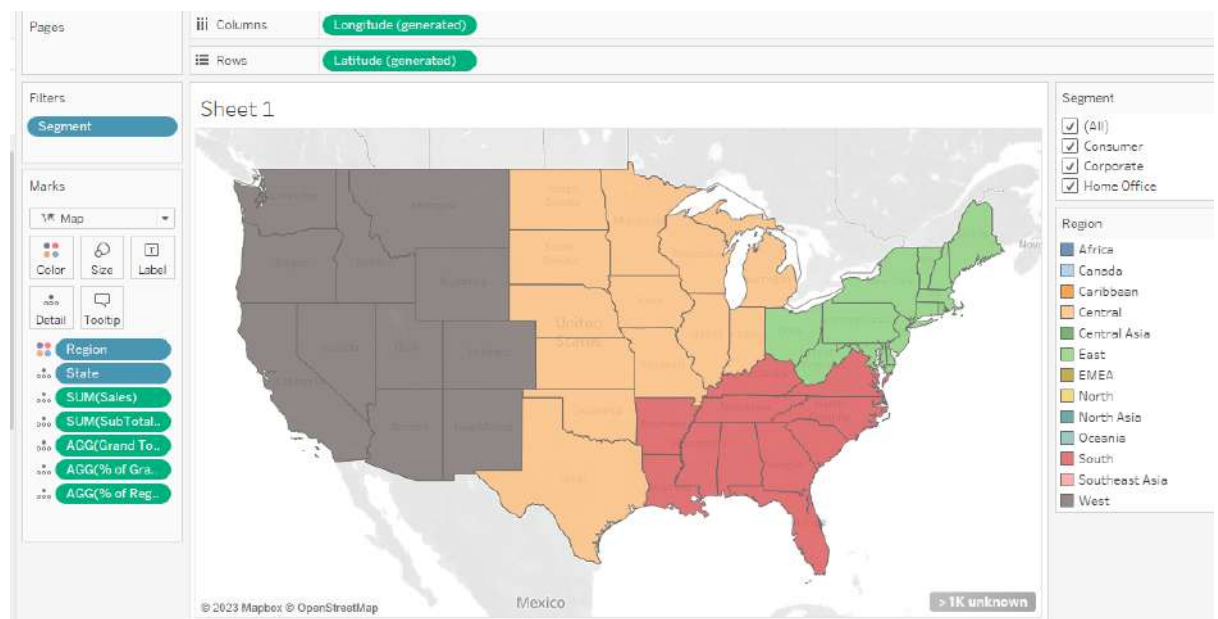 Pages
Columns
Longitude (generated)
Rows
Latitude (generated)
Filters
Segment
Marks
Map
Color
Size
Label
Detail
Tooltip
Region
State
SUM(Sales)
SUM(SubTotal..
AGG(Grand To..
AGG(% of Gra..
AGG(% of Reg..
Sheet 1
United
States
Mexico
© 2023 Mapbox © OpenStreetMap
> 1K unknown
Segment
(All)
Consumer
Corporate
Home Office
Region
Africa
Canada
Caribbean
Central
Central Asia
East
EMEA
North
North Asia
Oceania
South
Southeast Asia
West